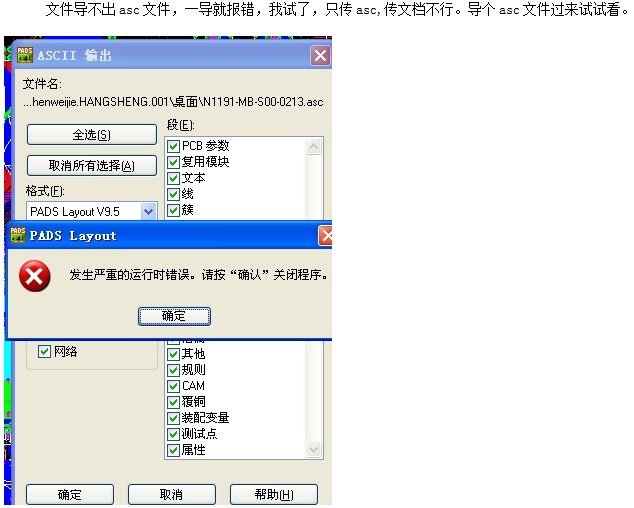 文件导不出 asc 文件，一导就报错，我试了，只传 asc,传文档不行。导个 asc 文件过来试试看。
ASCII 输出
文件名:
...henweijie.HANGSHENG.001\桌面\N1191-MB-S00-0213.asc
全选(S)
段(E):
取消所有选择(A)
PCB 参数
复用模块
文本
线
簇
格式(F):
PADS Layout V9.5
PADS Layout
发生严重的运行时错误。请按“确认”关闭程序。
确定
网络
其他
规则
CAM
覆铜
装配变量
测试点
属性
确定
取消
帮助(H)